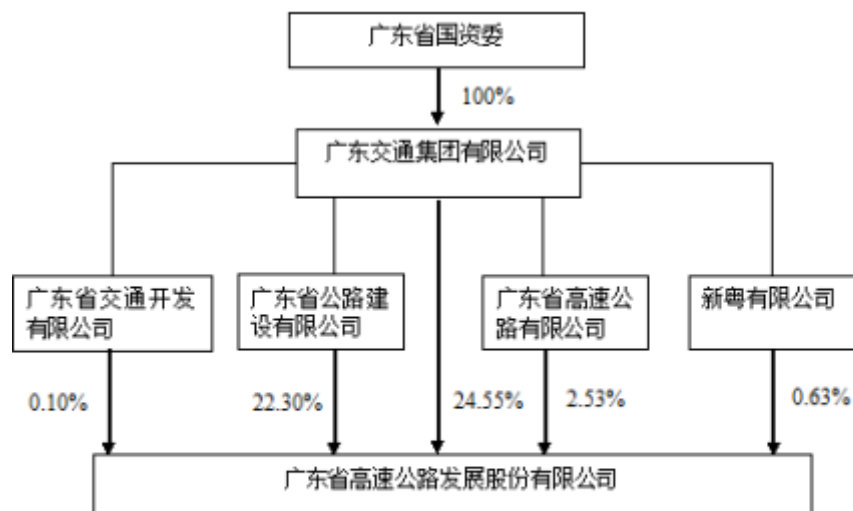 广东省国资委
100%
广东交通集团有限公司
广东省交通开发
有限公司
广东省公路建
设有限公司
广东省高速公
路有限公司
新粤有限公司
0.10%
22.30%
24.55%
2.53%
0.63%
广东省高速公路发展股份有限公司